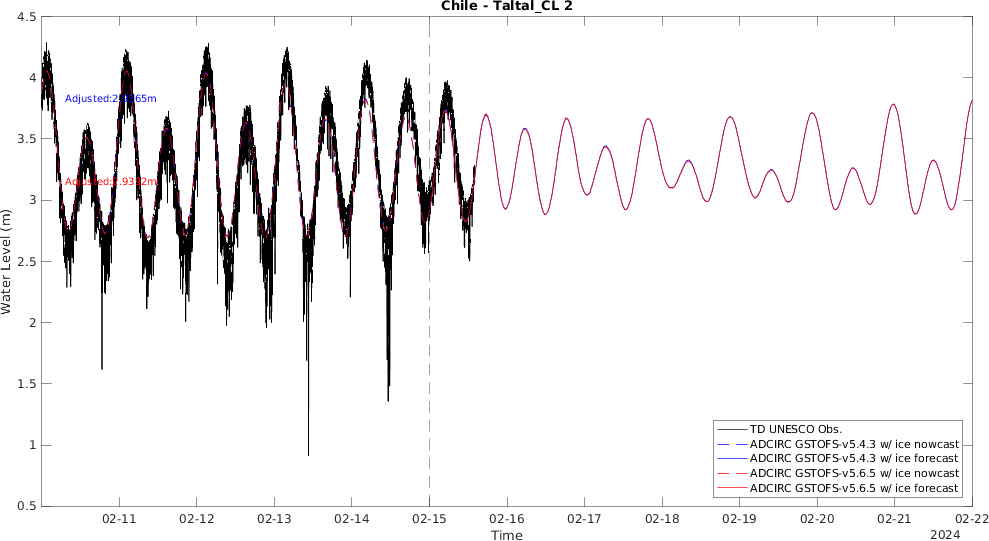 Chile - Taltal_CL 2
4.5
4
3.5
3
2.5
2
1.5
1
0.5
Water Level (m)
Adjusted:
Adjusted:
TD UNESCO Obs.
ADCIRC GSTOFS-v5.4.3 w/ ice nowcast
ADCIRC GSTOFS-v5.4.3 w/ ice forecast
ADCIRC GSTOFS-v5.6.5 w/ ice nowcast
ADCIRC GSTOFS-v5.6.5 w/ ice forecast
02-11 02-12 02-13 02-14 02-15 02-16 02-17 02-18 02-19 02-20 02-21 02-22
Time
2024